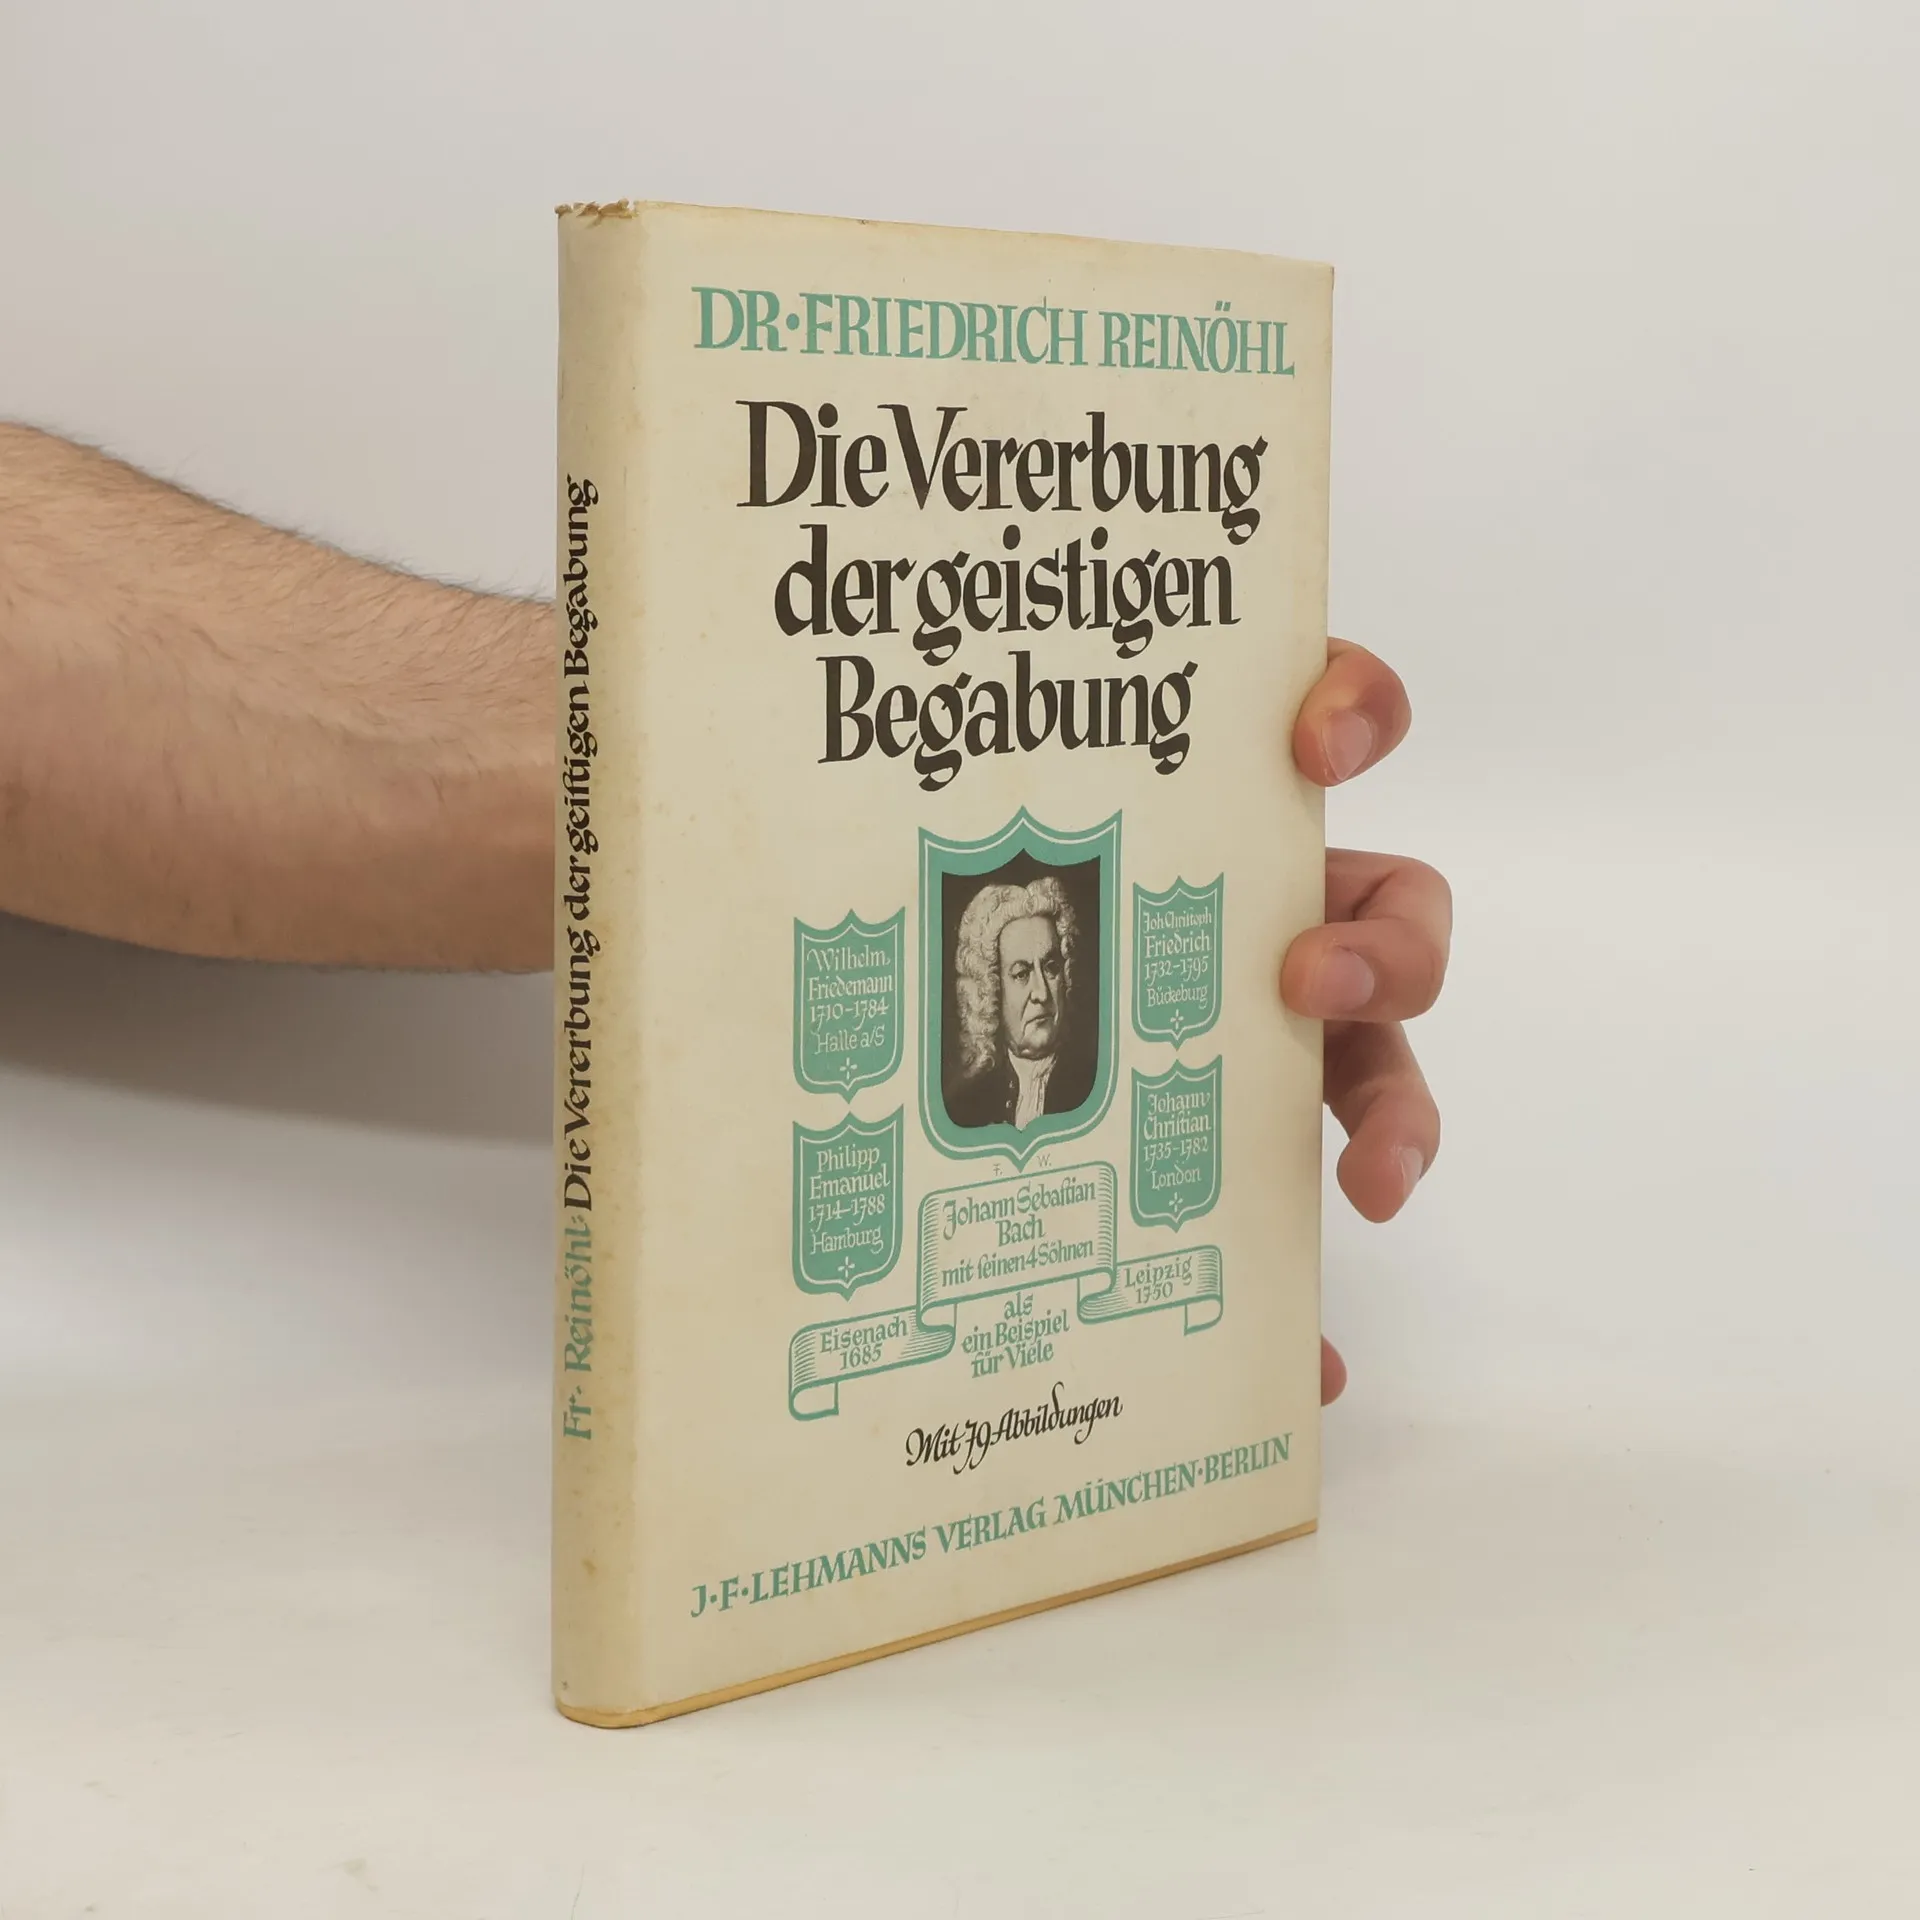 Fr. Reinöhl: Die Vererbung der geiſtigen Begabung
DR·FRIEDRICH REINÖHL
Die Vererbung
der geistigen
Begabung
Wilhelm
Friedemann
1710-1784
Halle a/S
Philipp
Emanuel
1714-1788
Hamburg
Joh Chriſtoph
Friedrich
1732-1795
Bückeburg
Johann
Chriſtian
1735-1782
London
F. W.
Johann Sebaſtian
Bach
mit ſeinen 4 Söhnen
Eisenach
1685
Leipzig
1750
als
ein Beispiel
für Viele
Mit 79 Abbildungen
J·F·LEHMANNS VERLAG MÜNCHEN·BERLIN